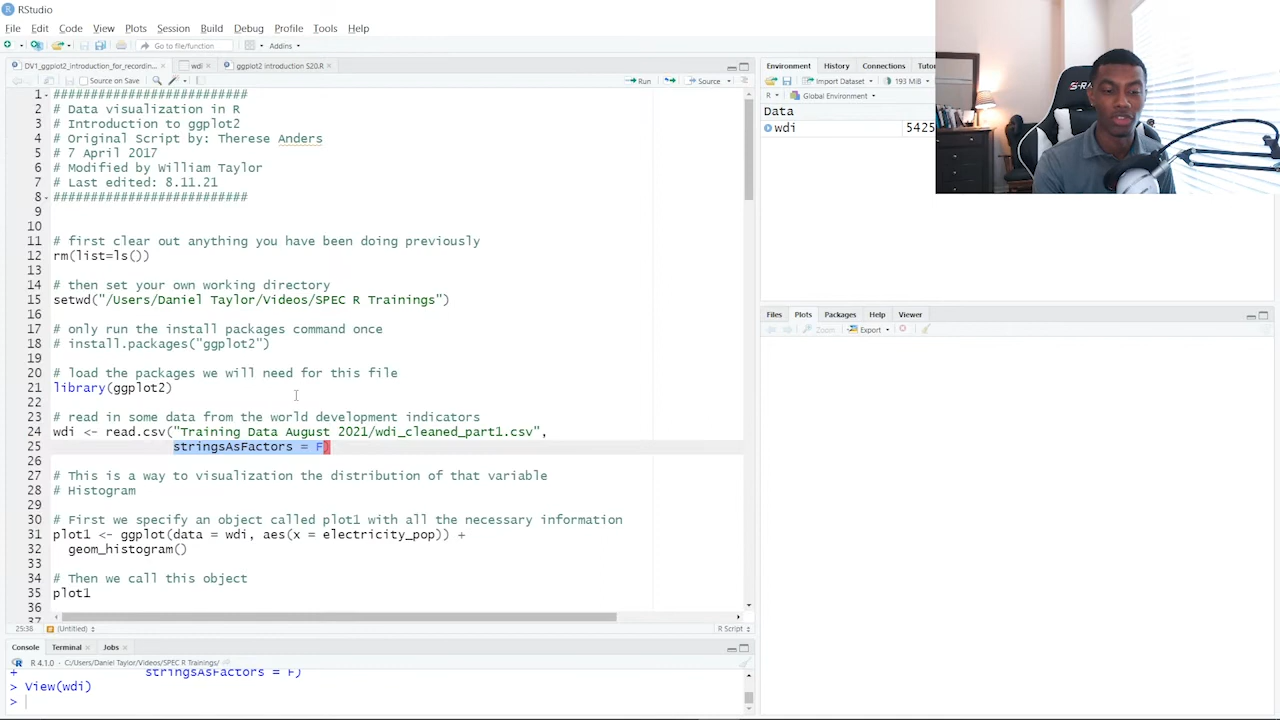 RStudio
File Edit Code View Plots Session Build Debug Profile Tools Help
Go to file/function Addins
DV1_ggplot2_introduction_for_recordin... wdi ggplot2 Introduction S20.R
Source on Save Run Source
1 #########################
2 # Data visualization in R
3 # Introduction to ggplot2
4 # Original Script by: Therese Anders
5 # 7 April 2017
6 # Modified by William Taylor
7 # Last edited: 8.11.21
8 #########################
9
10
11 # first clear out anything you have been doing previously
12 rm(list=ls())
13
14 # then set your own working directory
15 setwd("/Users/Daniel Taylor/Videos/SPEC R Trainings")
16
17 # only run the install packages command once
18 # install.packages("ggplot2")
19
20 # load the packages we will need for this file
21 library(ggplot2)
22
23 # read in some data from the world development indicators
24 wdi <- read.csv("Training Data August 2021/wdi_cleaned_part1.csv",
25 stringsAsFactors = F)
26
27 # This is a way to visualization the distribution of that variable
28 # Histogram
29
30 # First we specify an object called plot1 with all the necessary information
31 plot1 <- ggplot(data = wdi, aes(x = electricity_pop)) +
32 geom_histogram()
33
34 # Then we call this object
35 plot1
36
25:38 (Untitled) R Script
Console Terminal Jobs
R 4.1.0 · C:/Users/Daniel Taylor/Videos/SPEC R Trainings/
+ stringsAsFactors = F)
> View(wdi)
>
Environment History Connections Tutor
Import Dataset 193 MiB
R Global Environment
Data
wdi 5425
Files Plots Packages Help Viewer
Zoom Export